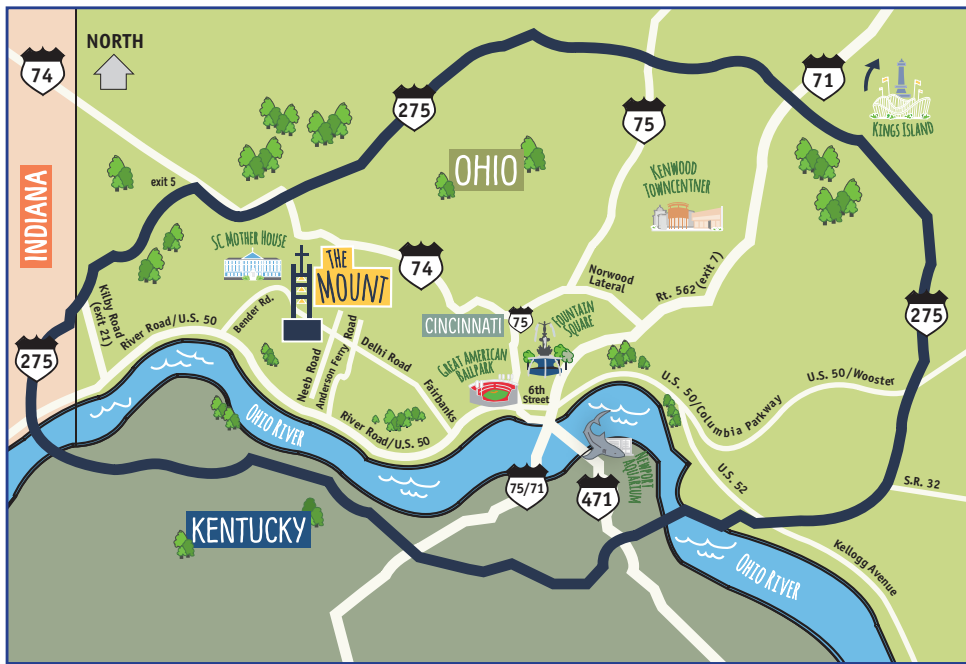 NORTH
74
INDIANA
exit 5
275
OHIO
75
71
KINGS ISLAND
KENWOOD
TOWNCENTNER
SC MOTHER HOUSE
THE
MOUNT
74
Norwood
Lateral
Rt. 562 (exit 7)
Kilby Road
(exit 21)
River Road/U.S. 50
Bender Rd.
CINCINNATI
75
FOUNTAIN
SQUARE
275
275
Neeb Road
Anderson Ferry Road
Delhi Road
Fairbanks
GREAT AMERICAN
BALLPARK
6th
Street
U.S. 50/Columbia Parkway
U.S. 50/Wooster
OHIO RIVER
River Road/U.S. 50
75/71
471
NEWPORT
AQUARIUM
U.S. 52
S.R. 32
KENTUCKY
Kellogg Avenue
OHIO RIVER